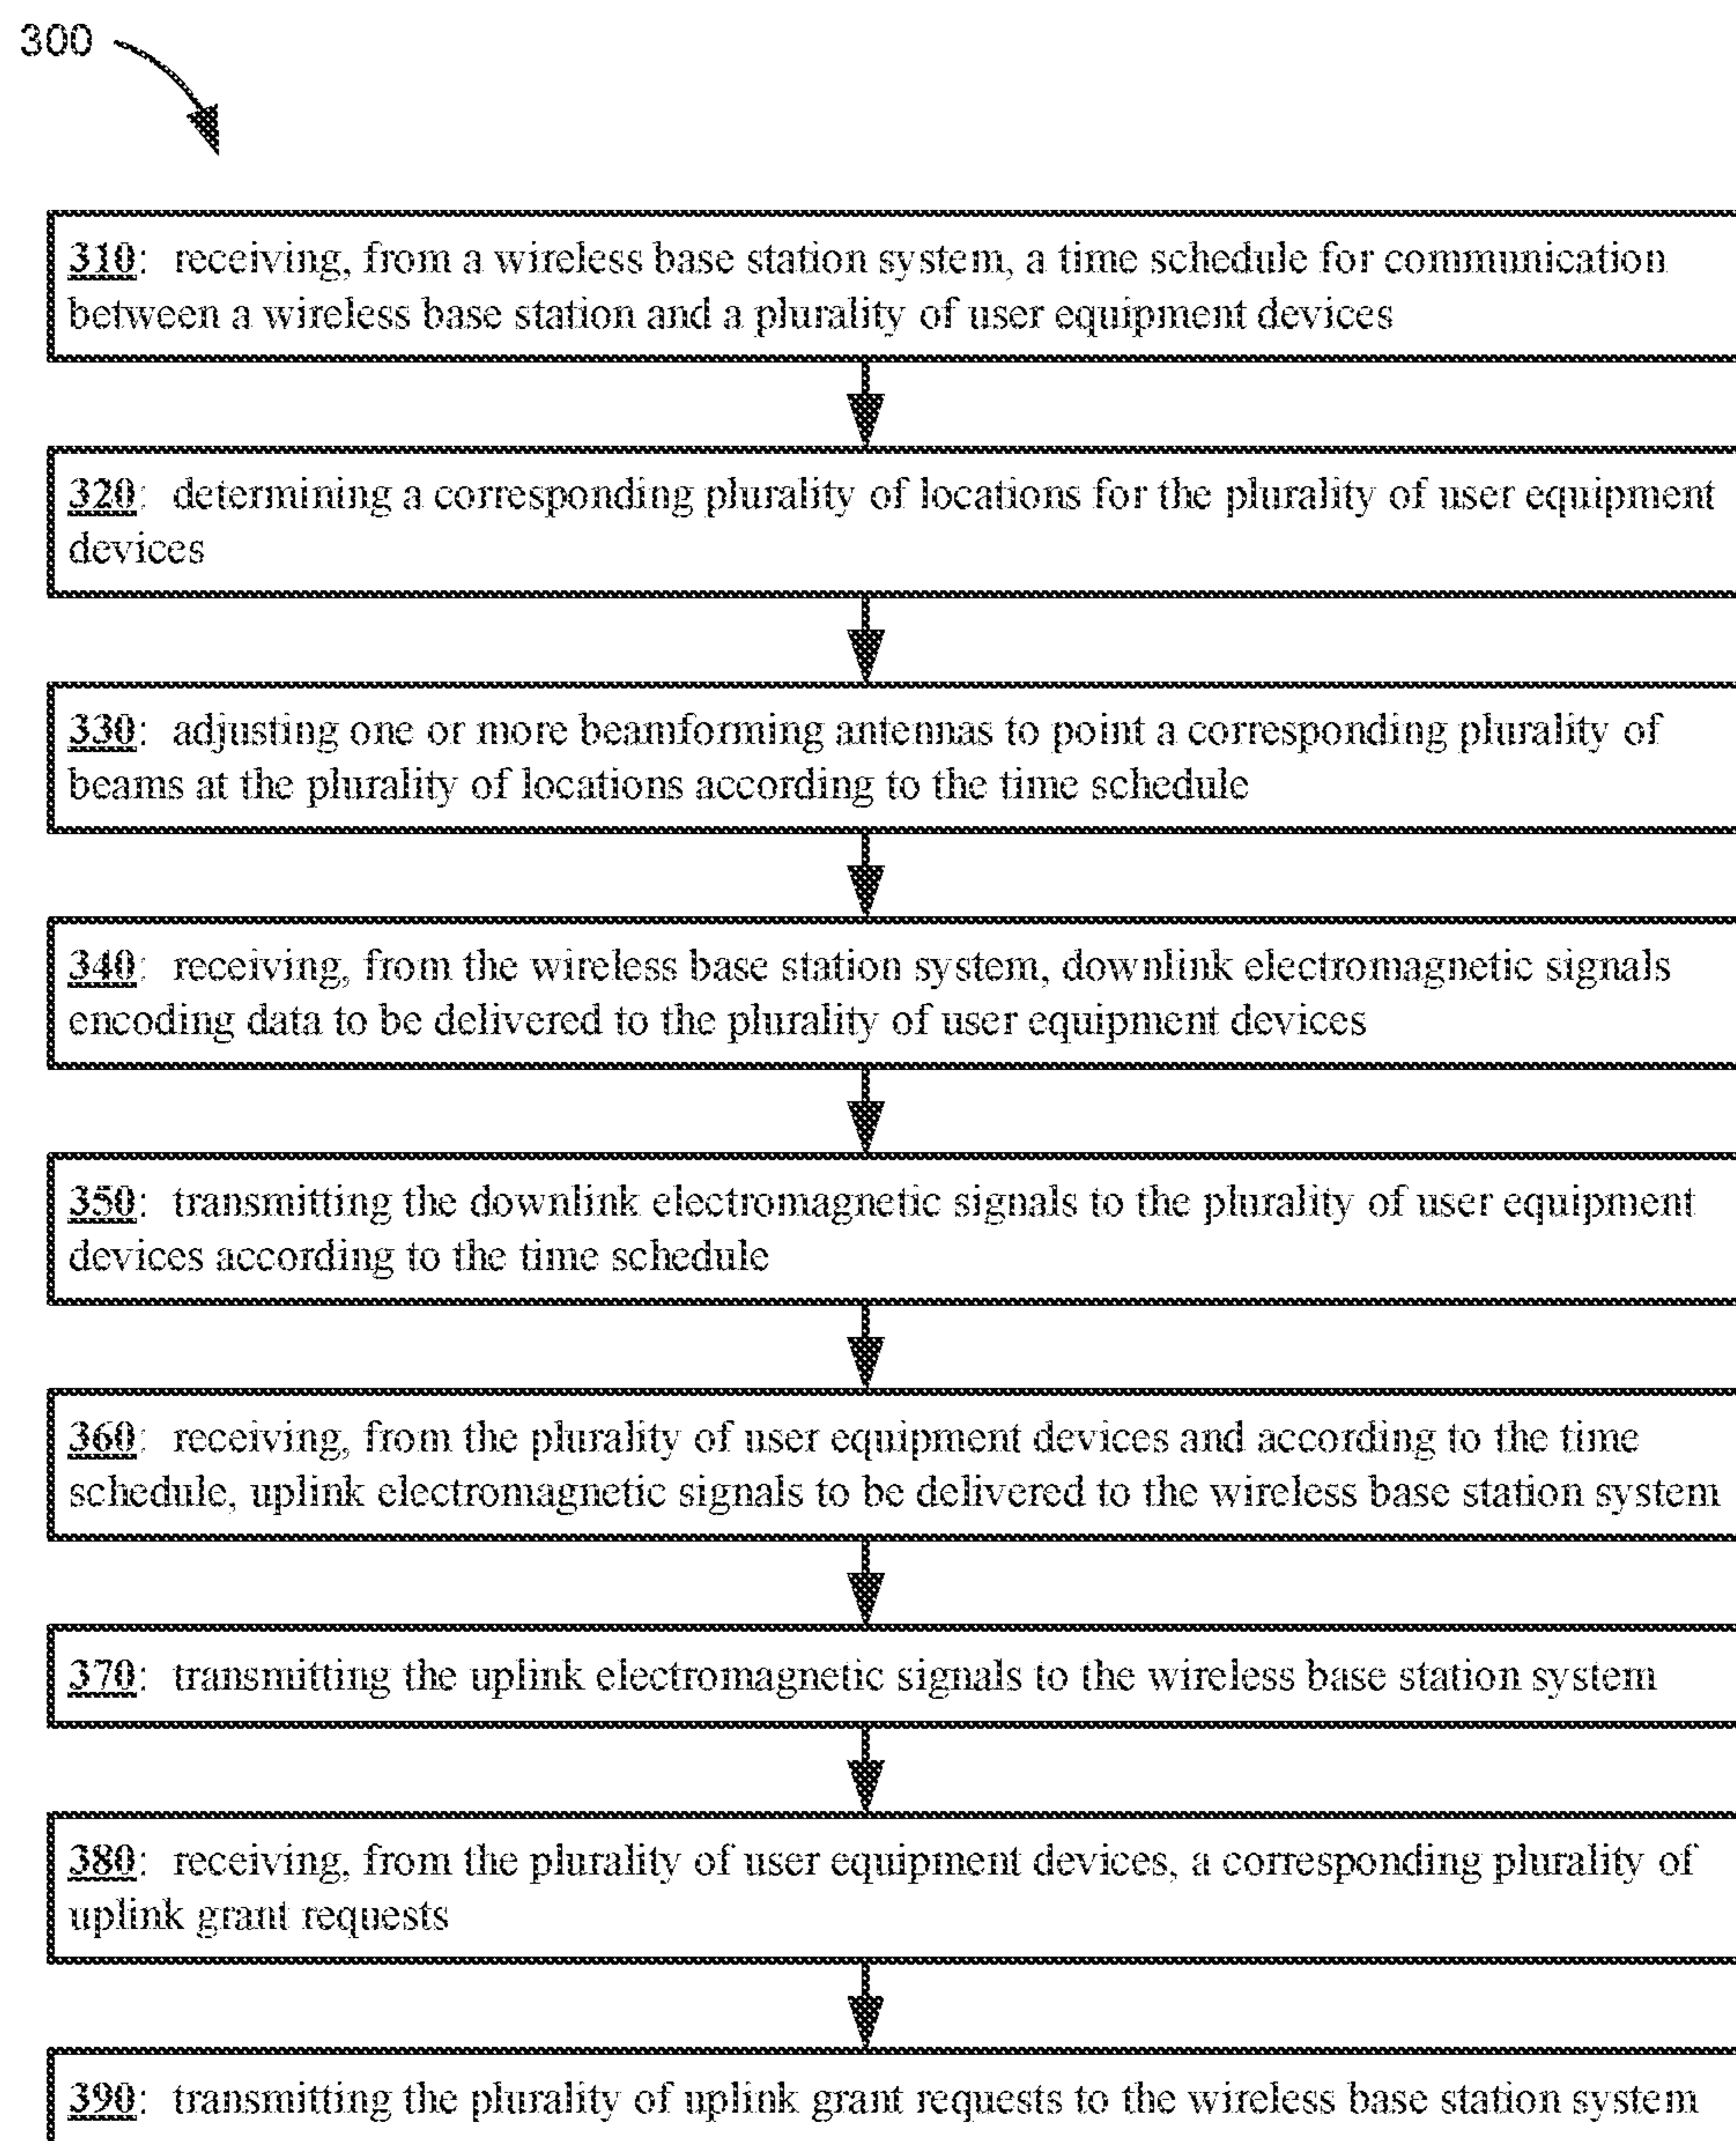 300
310: receiving, from a wireless base station system, a time schedule for communication
between a wireless base station and a plurality of user equipment devices
320: determining a corresponding plurality of locations for the plurality of user equipment
devices
330: adjusting one or more beamforming antennas to point a corresponding plurality of
beams at the plurality of locations according to the time schedule
340: receiving, from the wireless base station system, downlink electromagnetic signals
encoding data to be delivered to the plurality of user equipment devices
350: transmitting the downlink electromagnetic signals to the plurality of user equipment
devices according to the time schedule
360: receiving, from the plurality of user equipment devices and according to the time
schedule, uplink electromagnetic signals to be delivered to the wireless base station system
370: transmitting the uplink electromagnetic signals to the wireless base station system
380: receiving, from the plurality of user equipment devices, a corresponding plurality of
uplink grant requests
390: transmitting the plurality of uplink grant requests to the wireless base station system